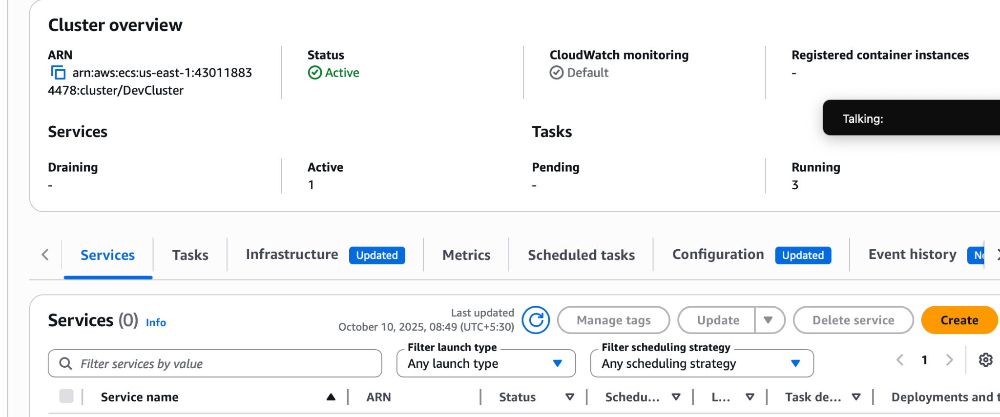 Cluster overview
ARN
arn:aws:ecs:us-east-1:43011883
4478:cluster/DevCluster
Status
Active
CloudWatch monitoring
Default
Registered container instances
-
Talking:
Services
Tasks
Draining
-
Active
1
Pending
-
Running
3
Services
Tasks
Infrastructure Updated
Metrics
Scheduled tasks
Configuration Updated
Event history
Services (0) Info
Last updated
October 10, 2025, 08:49 (UTC+5:30)
Manage tags
Update
Delete service
Create
Filter services by value
Filter launch type
Any launch type
Filter scheduling strategy
Any scheduling strategy
1
Service name
ARN
Status
Schedu...
L...
Task de...
Deployments and